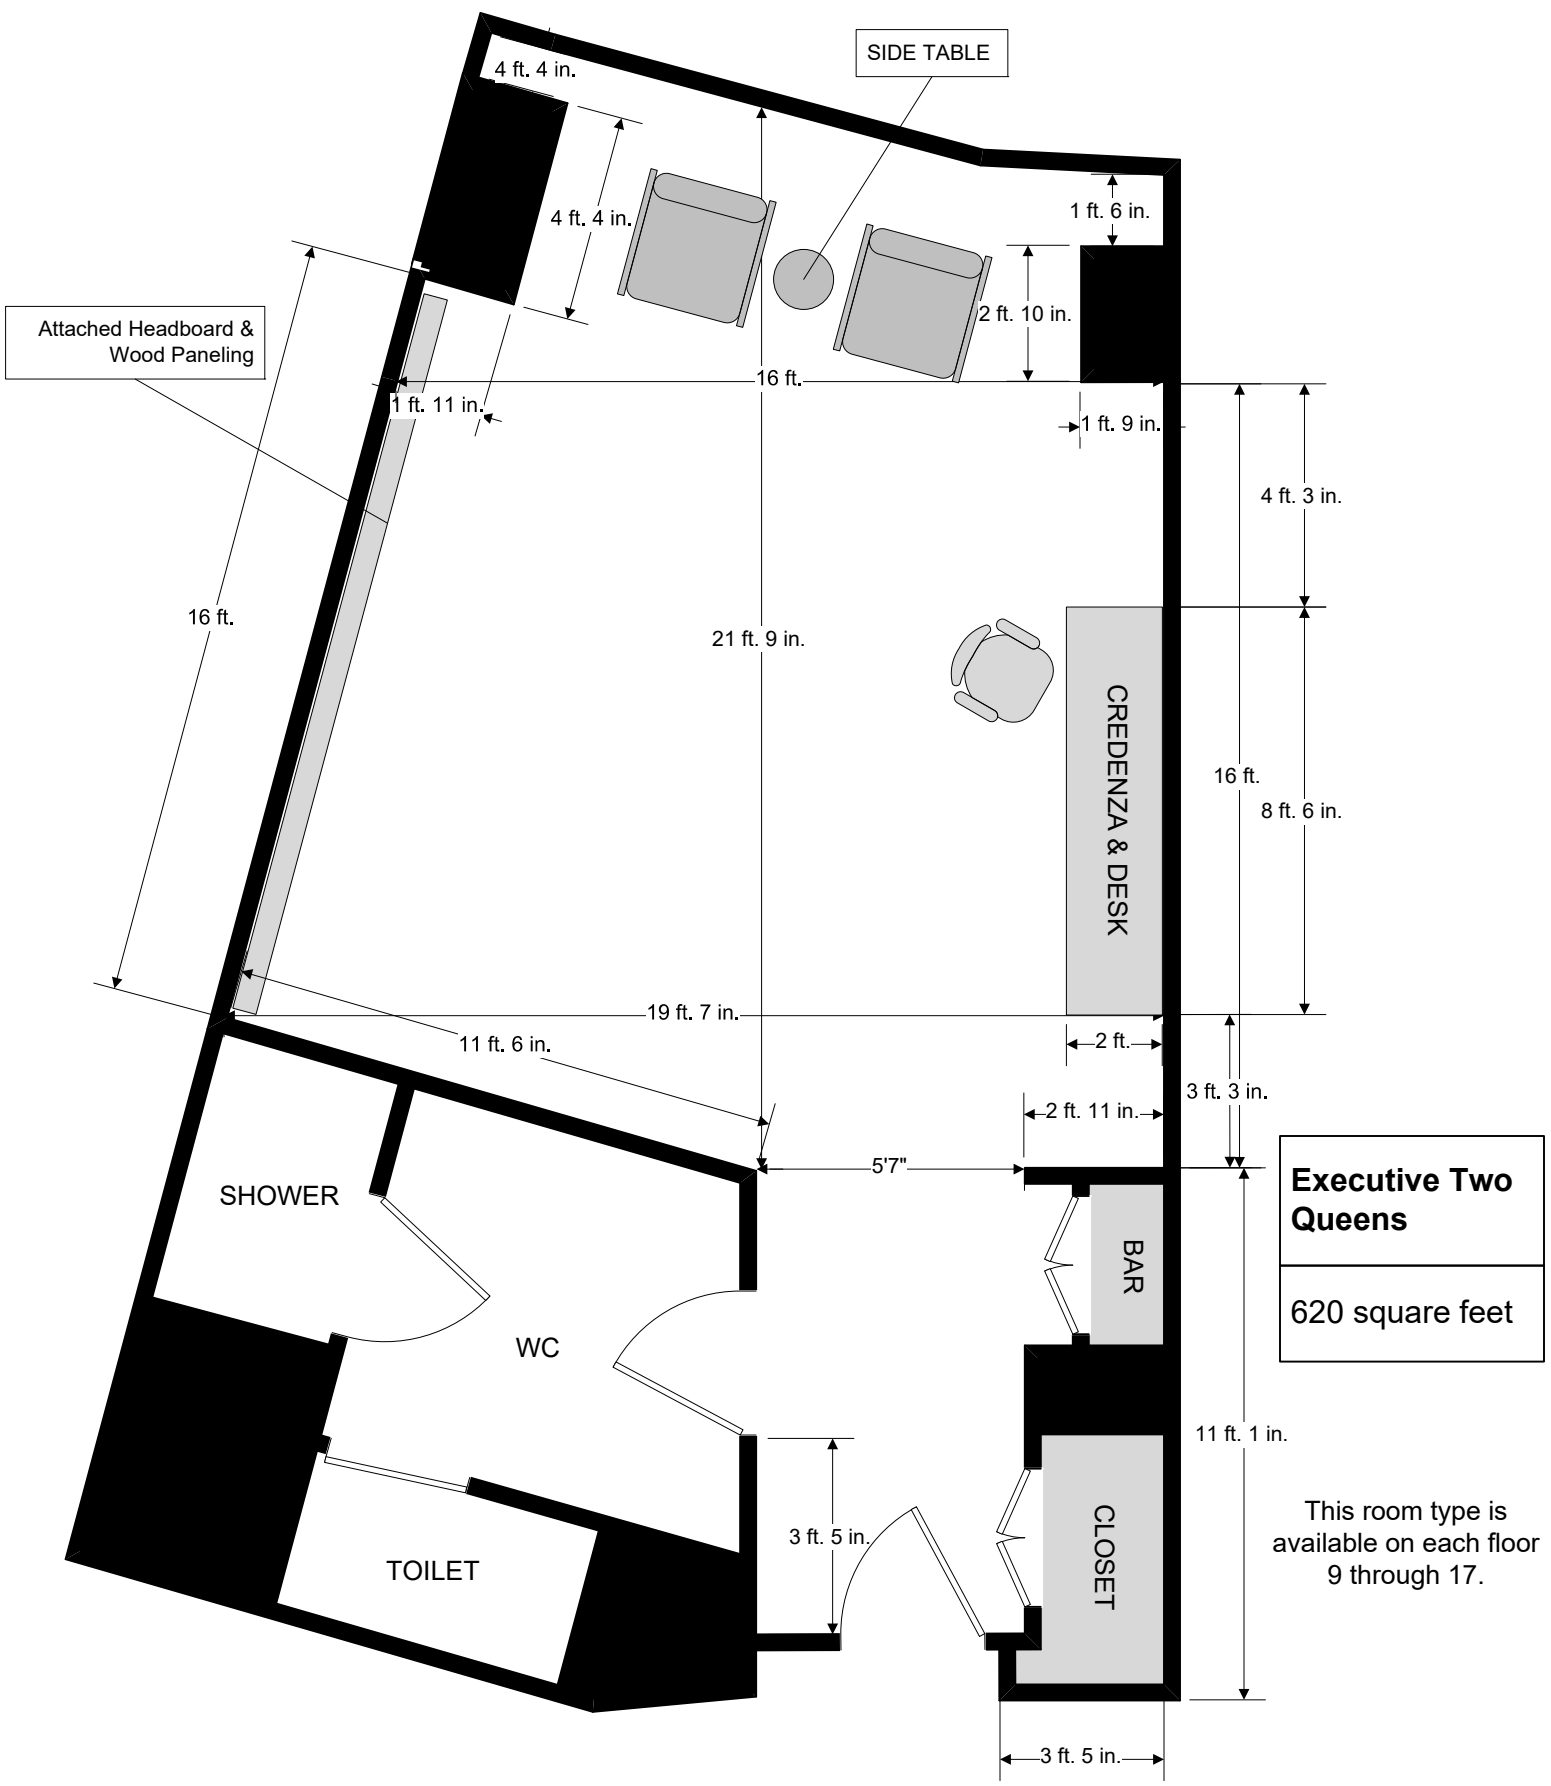 SIDE TABLE
4 ft. 4 in.
4 ft. 4 in.
1 ft. 6 in.
2 ft. 10 in.
Attached Headboard &
Wood Paneling
16 ft.
1 ft. 11 in.
1 ft. 9 in.
4 ft. 3 in.
16 ft.
21 ft. 9 in.
CREDENZA & DESK
16 ft.
8 ft. 6 in.
19 ft. 7 in.
11 ft. 6 in.
2 ft.
3 ft. 3 in.
2 ft. 11 in.
5'7"
SHOWER
BAR
Executive Two
Queens
620 square feet
WC
11 ft. 1 in.
3 ft. 5 in.
CLOSET
TOILET
This room type is
available on each floor
9 through 17.
3 ft. 5 in.